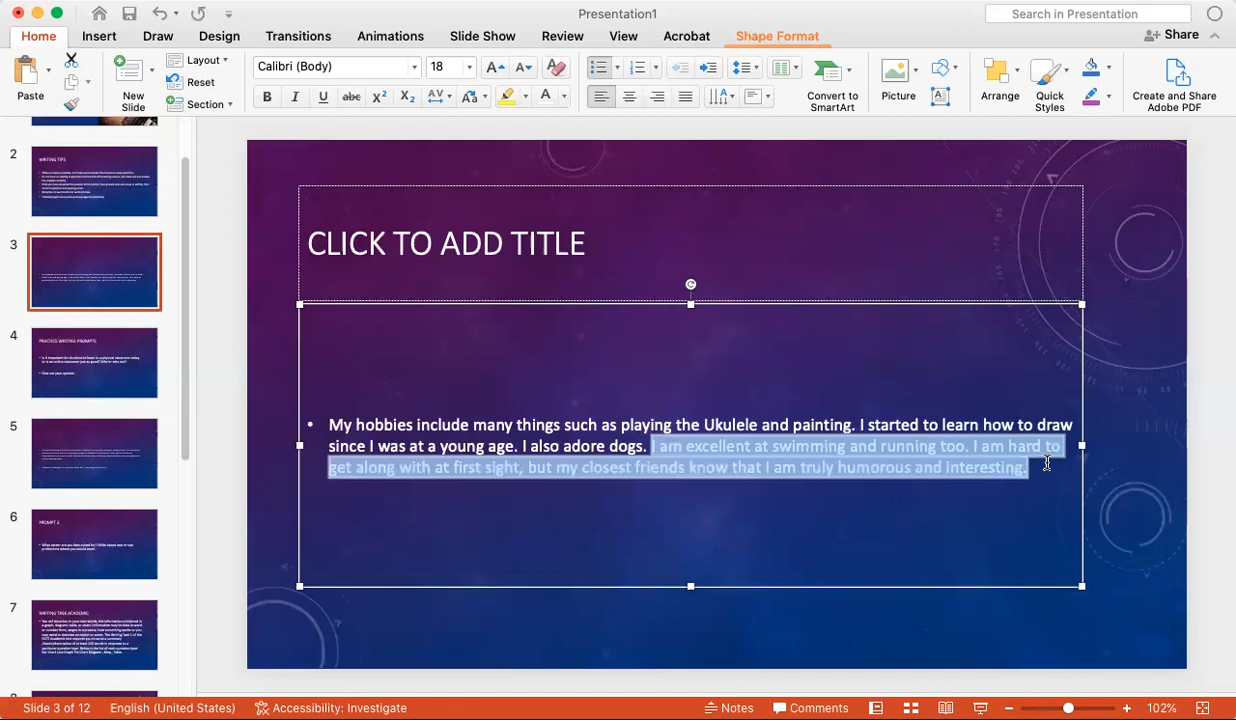 Presentation1
Search in Presentation
Home Insert Draw Design Transitions Animations Slide Show Review View Acrobat Shape Format Share
Paste
New Slide
Layout
Reset
Section
Calibri (Body) 18
Convert to SmartArt
Picture
Arrange
Quick Styles
Create and Share Adobe PDF
2
WRITING TIPS
3
4
PRACTICE WRITING PROMPTS
5
6
PROMPT 2
7
WRITING TASK ACADEMIC
CLICK TO ADD TITLE
• My hobbies include many things such as playing the Ukulele and painting. I started to learn how to draw
since I was at a young age. I also adore dogs. I am excellent at swimming and running too. I am hard to
get along with at first sight, but my closest friends know that I am truly humorous and interesting.
Slide 3 of 12 English (United States) Accessibility: Investigate Notes Comments 102%